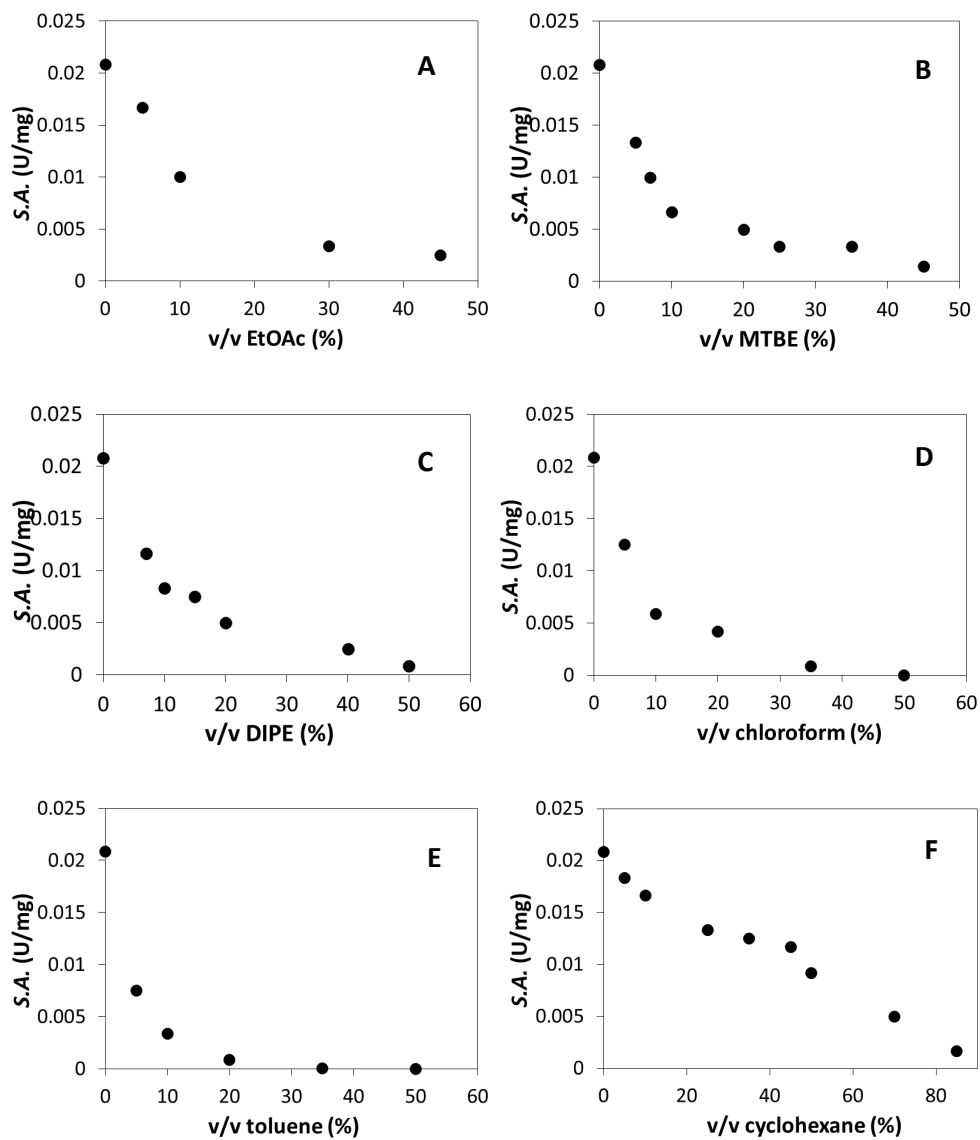 A
S.A. (U/mg)
0.025
0.02
0.015
0.01
0.005
0
0 10 20 30 40 50
v/v EtOAc (%)
B
S.A. (U/mg)
0.025
0.02
0.015
0.01
0.005
0
0 10 20 30 40 50
v/v MTBE (%)
C
S.A. (U/mg)
0.025
0.02
0.015
0.01
0.005
0
0 10 20 30 40 50 60
v/v DIPE (%)
D
S.A. (U/mg)
0.025
0.02
0.015
0.01
0.005
0
0 10 20 30 40 50 60
v/v chloroform (%)
E
S.A. (U/mg)
0.025
0.02
0.015
0.01
0.005
0
0 10 20 30 40 50 60
v/v toluene (%)
F
S.A. (U/mg)
0.025
0.02
0.015
0.01
0.005
0
0 20 40 60 80
v/v cyclohexane (%)